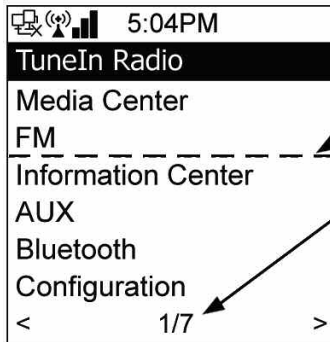 5:04PM
TuneIn Radio
Media Center
FM
Information Center
AUX
Bluetooth
Configuration
< 1/7 >